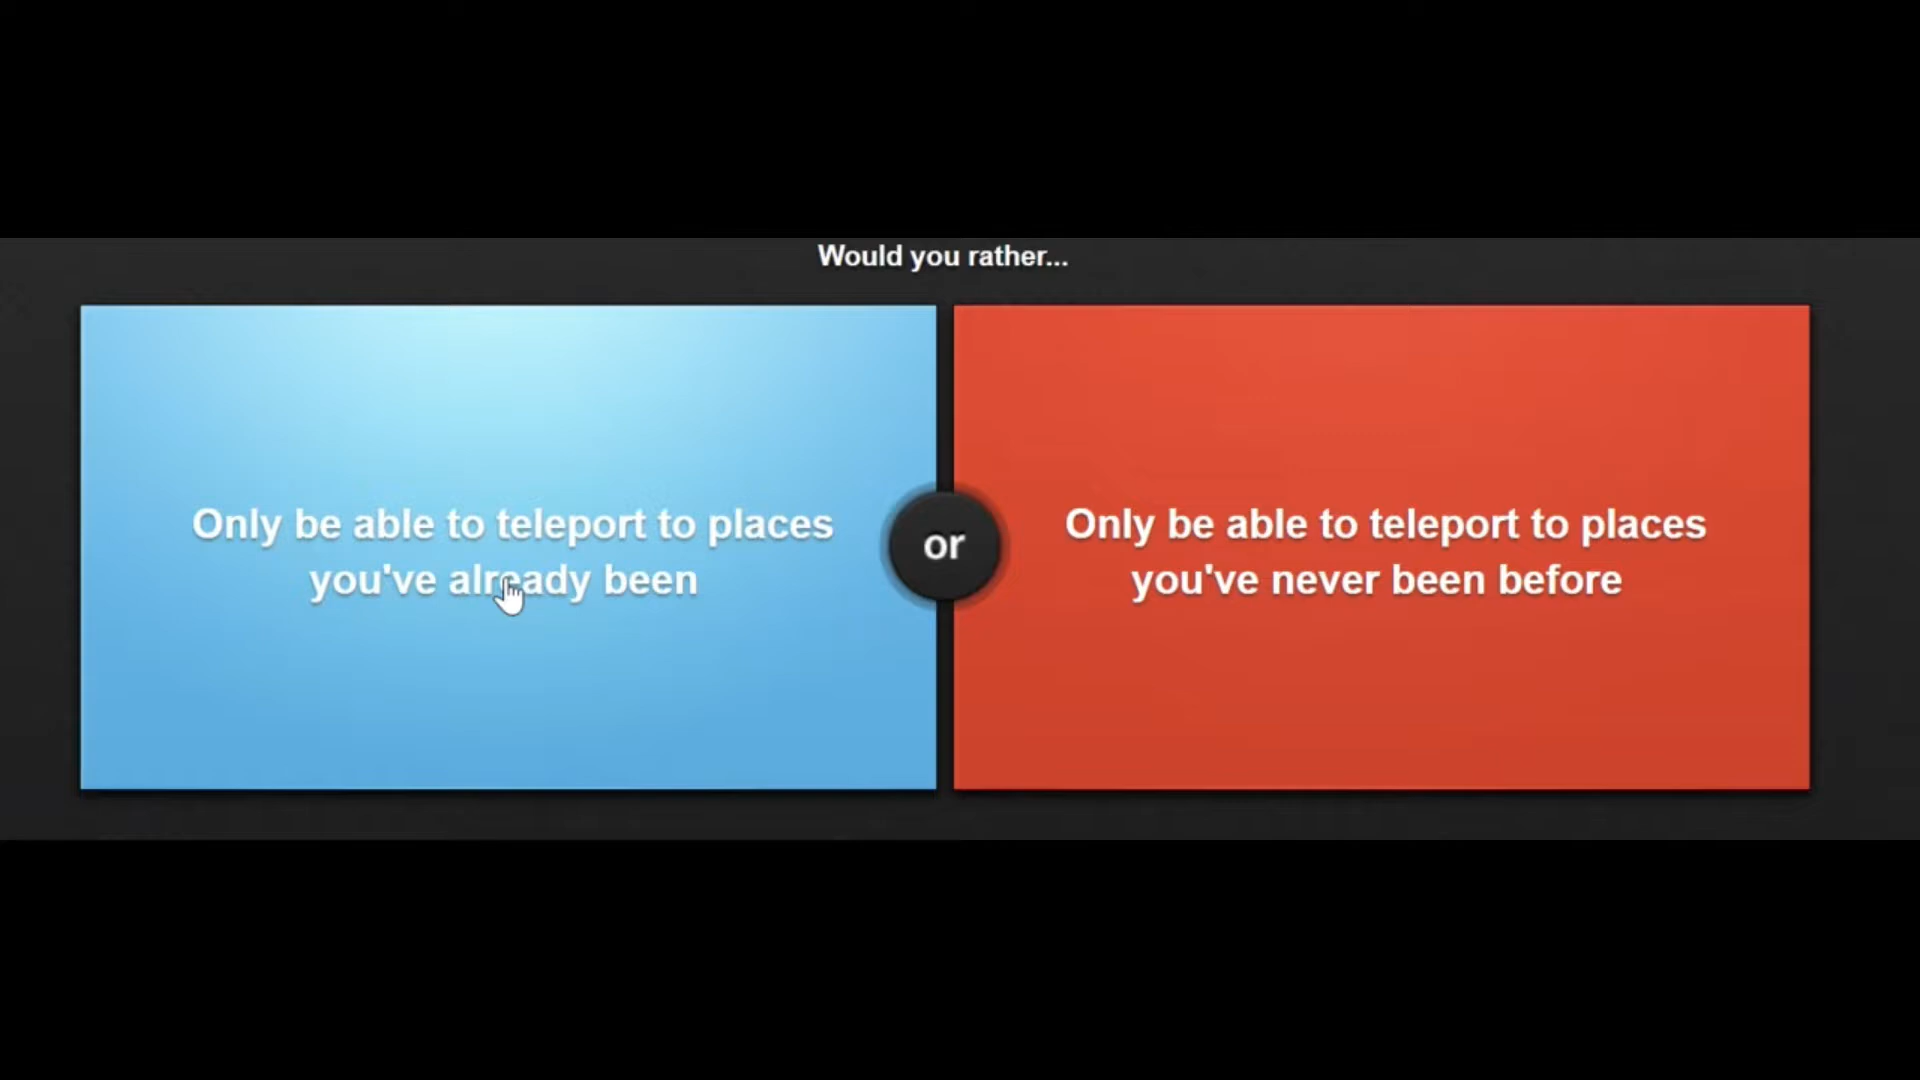 Would you rather...
Only be able to teleport to places
you've already been
or
Only be able to teleport to places
you've never been before